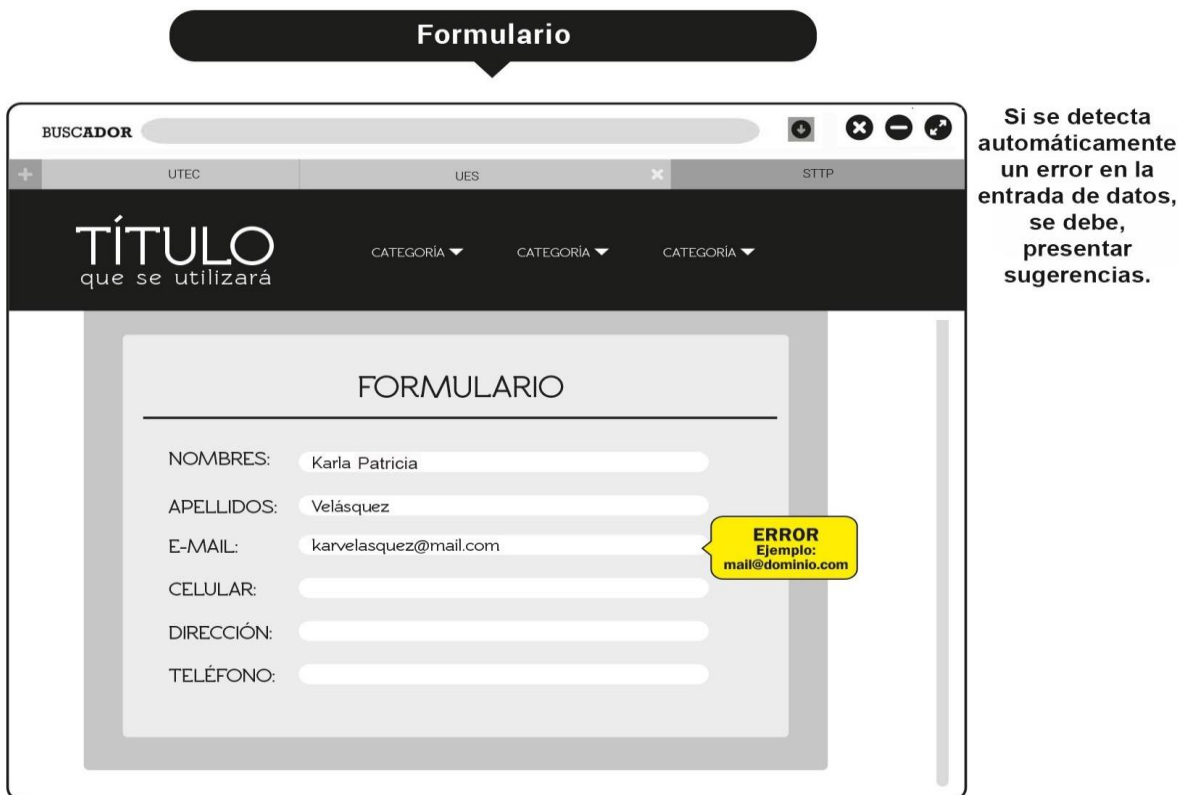 Formulario
BUSCADOR
UTEC
UES
STTP
TÍTULO
que se utilizará
CATEGORÍA
CATEGORÍA
CATEGORÍA
Si se detecta
automáticamente
un error en la
entrada de datos,
se debe,
presentar
sugerencias.
FORMULARIO
NOMBRES: Karla Patricia
APELLIDOS: Velásquez
E-MAIL: karvelasquez@mail.com
ERROR
Ejemplo:
mail@dominio.com
CELULAR:
DIRECCIÓN:
TELÉFONO: